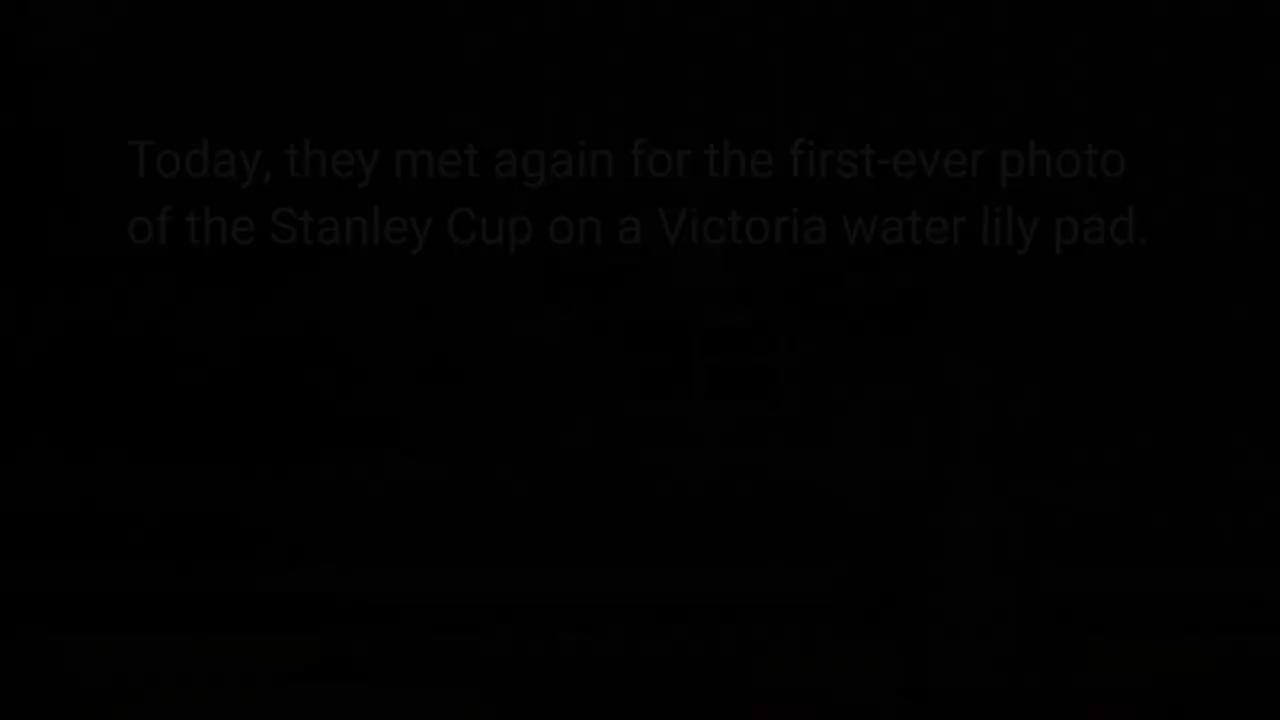 Today, they met again for the first-ever photo
of the Stanley Cup on a Victoria water lily pad.